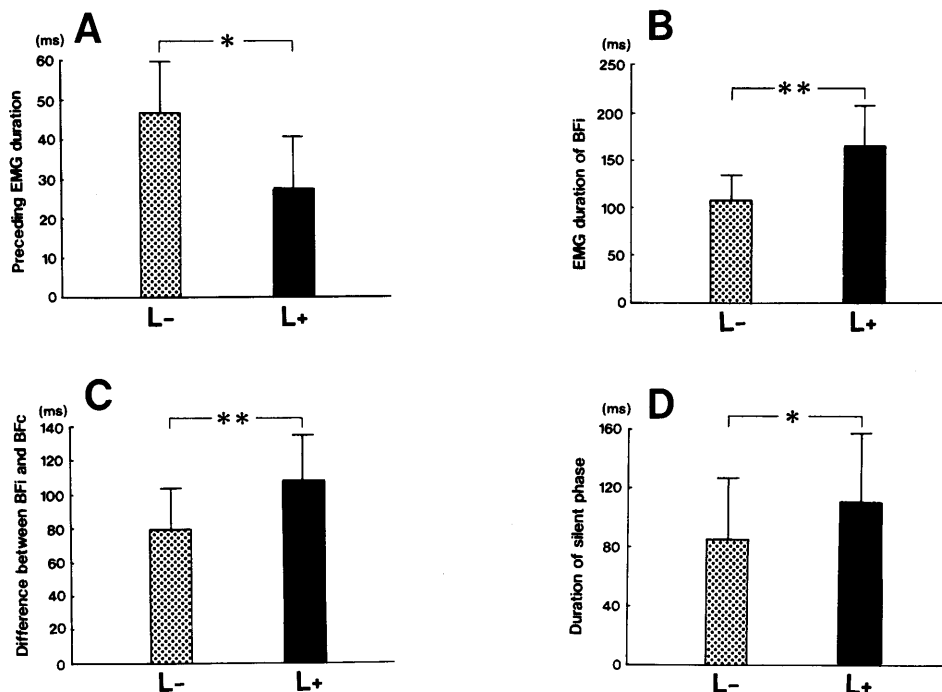 A
(ms)
*
60
50
40
30
20
10
0
Preceding EMG duration
L- L+
B
(ms)
**
250
200
150
100
50
0
EMG duration of BFi
L- L+
C
(ms)
**
140
120
100
80
60
40
20
0
Difference between BFi and BFc
L- L+
D
(ms)
*
160
120
80
40
0
Duration of silent phase
L- L+